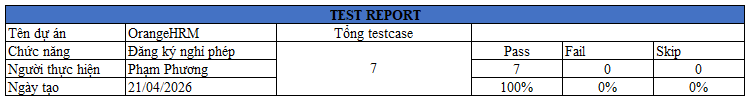 TEST REPORT
Tên dự án OrangeHRM Tổng testcase
Chức năng Đăng ký nghỉ phép 7 Pass Fail Skip
Người thực hiện Phạm Phương 7 0 0
Ngày tạo 21/04/2026 100% 0% 0%